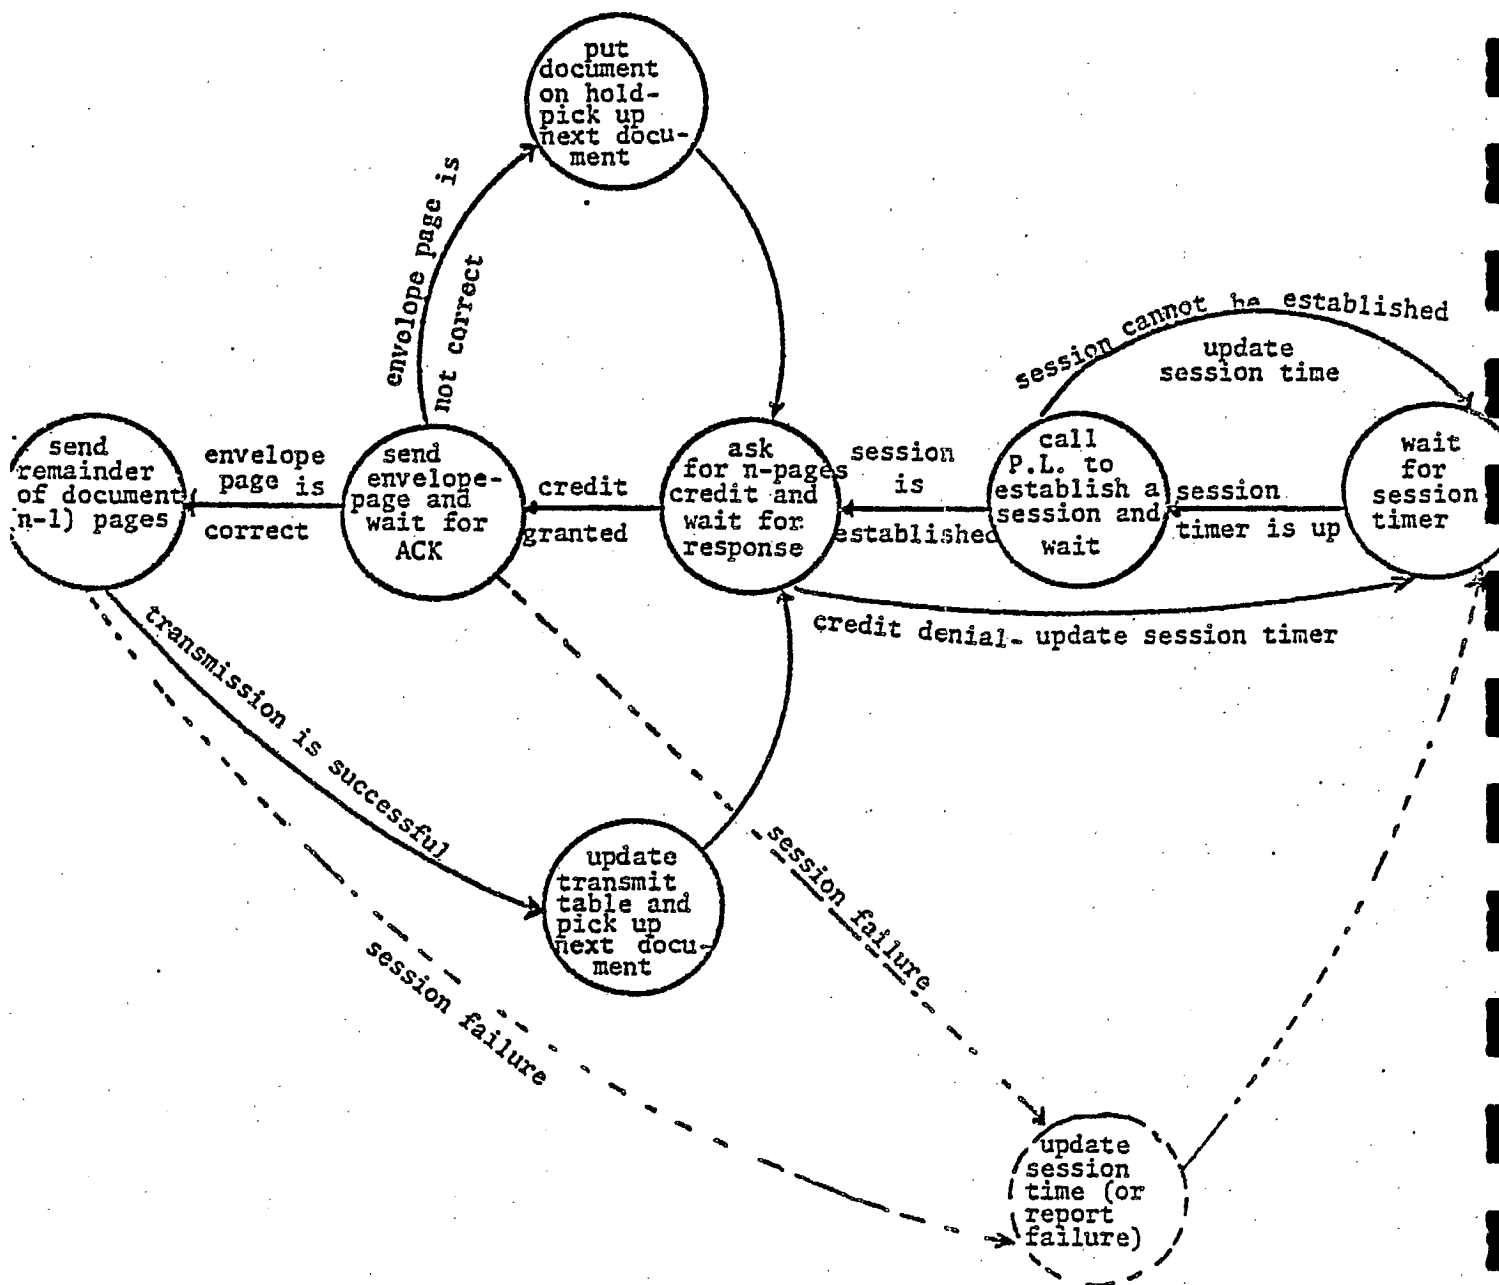 put
document
on hold-
pick up
next docu-
ment
envelope page is
not correct
session cannot be established
update
session time
send
remainder
of document
n-1) pages
envelope
page is
correct
send
envelope-
page and
wait for
ACK
credit
granted
ask
for n-pages
credit and
wait for
response
session
is
established
call
P.L. to
establish a
session and
wait
session
timer is up
wait
for
session
timer
credit denial- update session timer
transmission is successful
update
transmit
table and
pick up
next docu-
ment
session failure
session failure
update
session
time (or
report
failure)